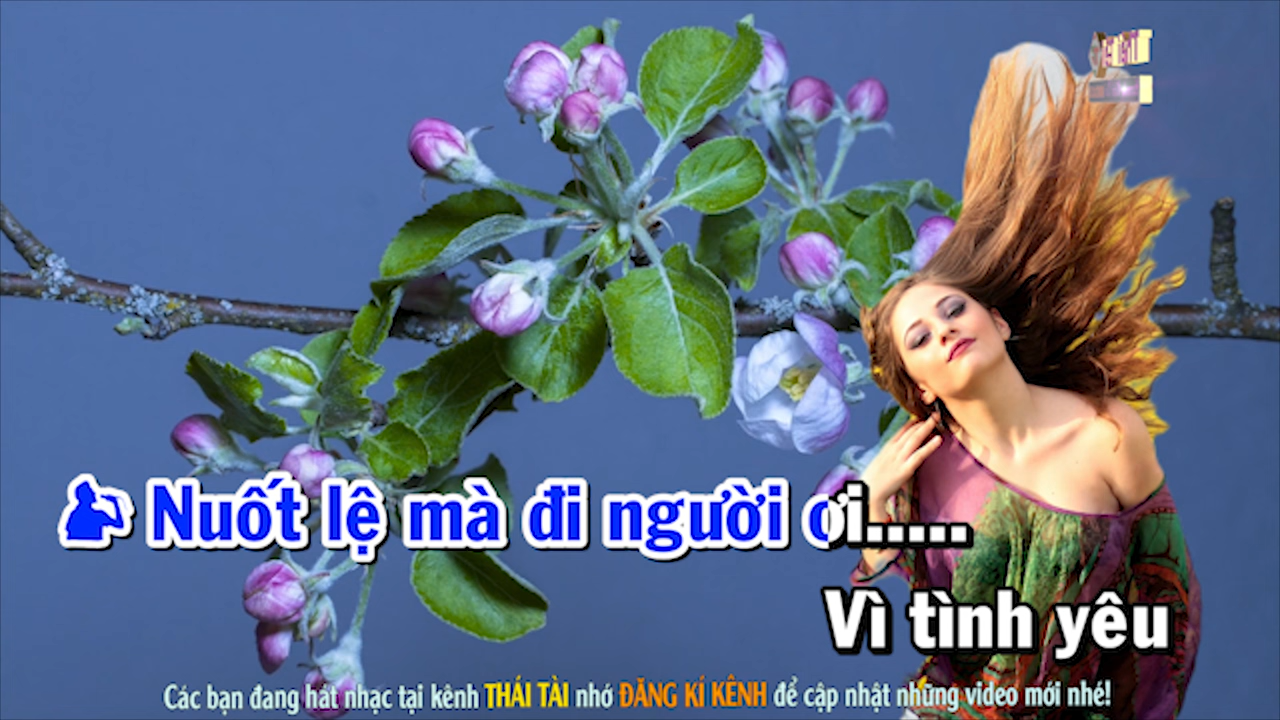 Nuốt lệ mà đi người ơi.....
Vì tình yêu
Các bạn đang hát nhạc tại kênh THÁI TÀI nhớ ĐĂNG KÍ KÊNH để cập nhật những video mới nhé!